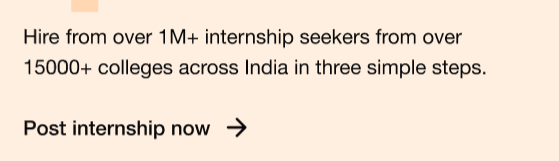 Hire from over 1M+ internship seekers from over
15000+ colleges across India in three simple steps.
Post internship now →